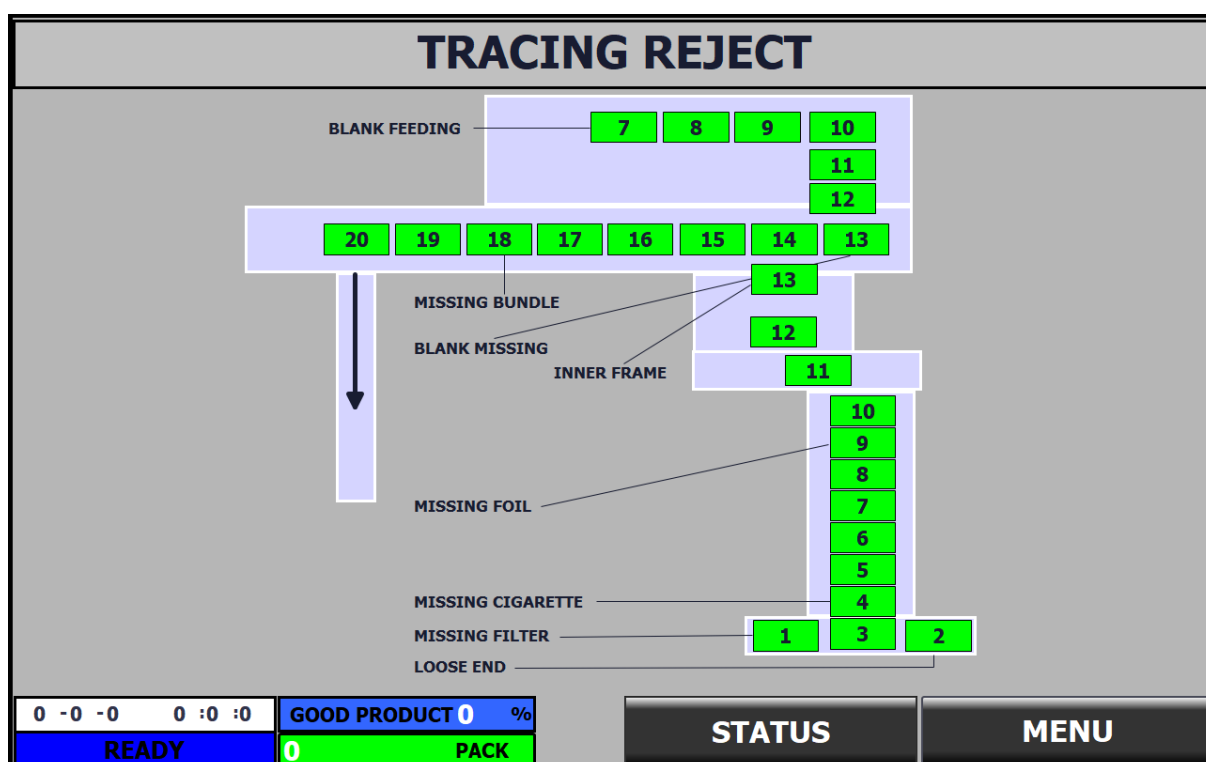 TRACING REJECT
BLANK FEEDING 7 8 9 10
11
12
20 19 18 17 16 15 14 13
13
MISSING BUNDLE
12
BLANK MISSING
INNER FRAME 11
10
9
8
MISSING FOIL 7
6
5
MISSING CIGARETTE 4
MISSING FILTER 1 3 2
LOOSE END
0 -0 -0 0 :0 :0 GOOD PRODUCT 0 %
STATUS MENU
READY 0 PACK